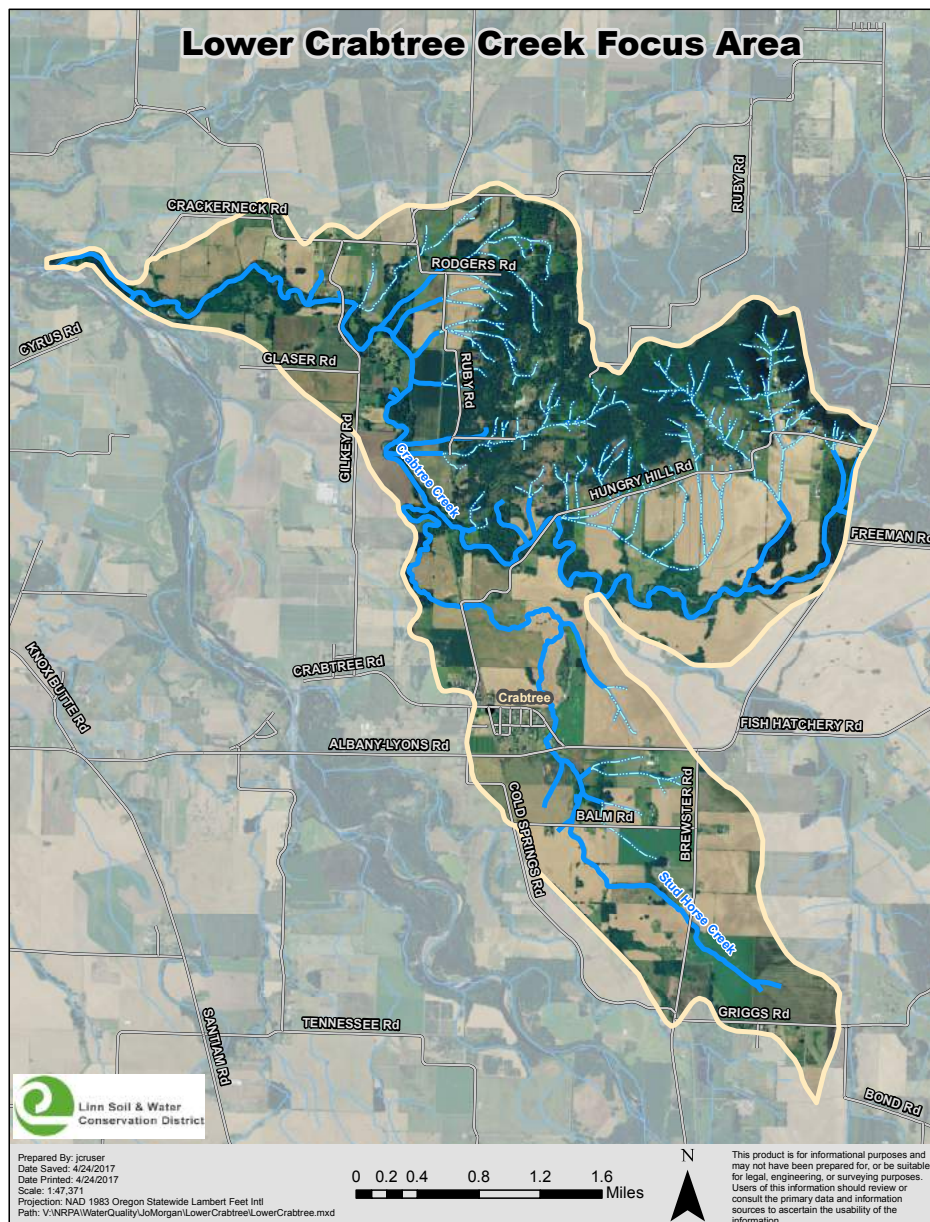 Lower Crabtree Creek Focus Area
RUBY Rd
CRACKERNECK Rd
RODGERS Rd
CYRUS Rd
GLASER Rd
RUBY Rd
GILKEY Rd
Crabtree Creek
HUNGRY HILL Rd
FREEMAN Rd
KNOX BUTTE Rd
CRABTREE Rd
Crabtree
FISH HATCHERY Rd
ALBANY-LYONS Rd
COLD SPRINGS Rd
BREWSTER Rd
BALM Rd
Stud Horse Creek
SANTIAM Rd
TENNESSEE Rd
GRIGGS Rd
BOND Rd
Linn Soil & Water
Conservation District
Prepared By: jcruser
Date Saved: 4/24/2017
Date Printed: 4/24/2017
Scale: 1:47,371
Projection: NAD 1983 Oregon Statewide Lambert Feet Intl
Path: V:\NRPA\WaterQuality\JoMorgan\LowerCrabtree\LowerCrabtree.mxd
0 0.2 0.4 0.8 1.2 1.6
Miles
N
This product is for informational purposes and
may not have been prepared for, or be suitable
for legal, engineering, or surveying purposes.
Users of this information should review or
consult the primary data and information
sources to ascertain the usability of the
information.